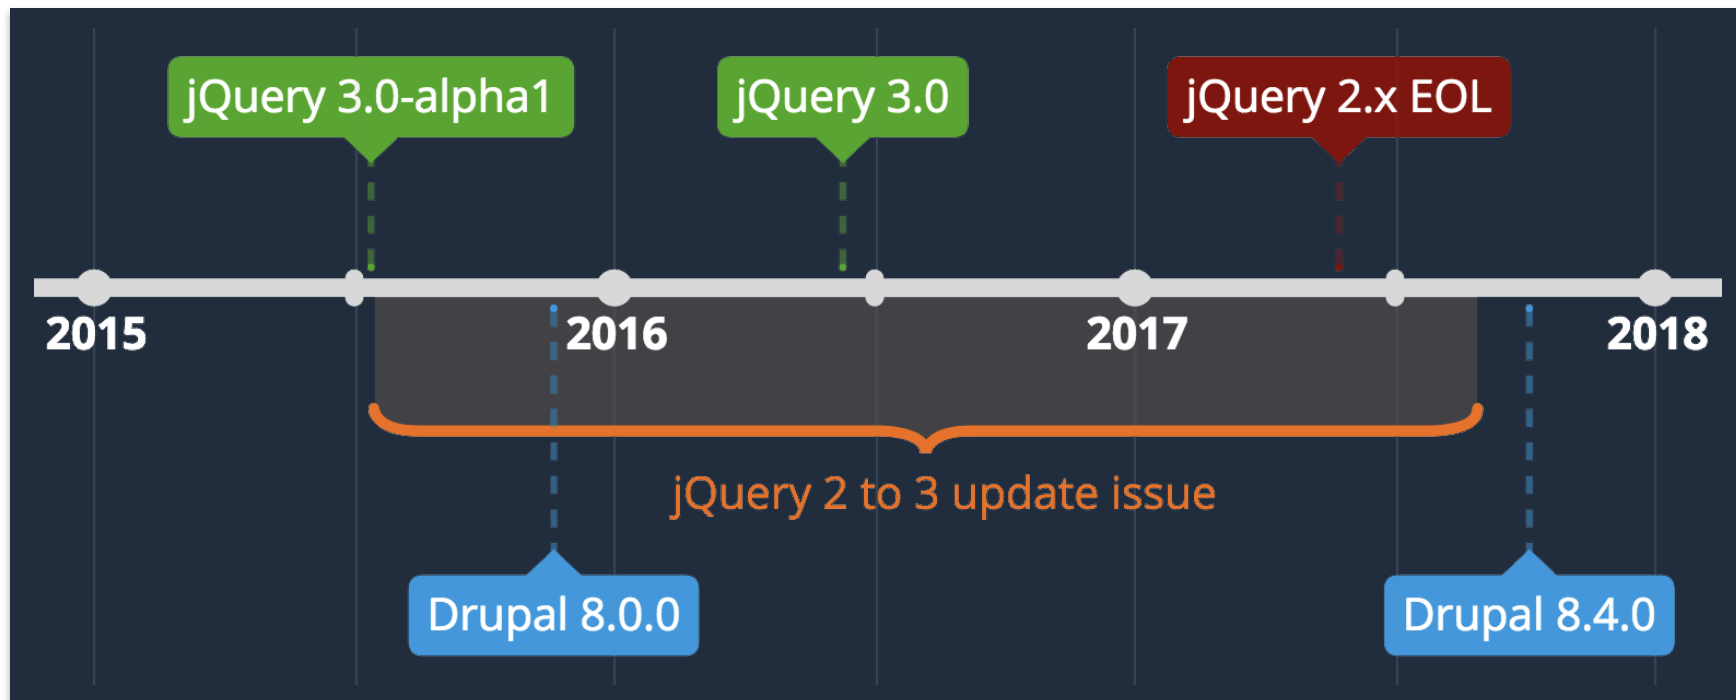 jQuery 3.0-alpha1
jQuery 3.0
jQuery 2.x EOL
2015
2016
2017
2018
jQuery 2 to 3 update issue
Drupal 8.0.0
Drupal 8.4.0